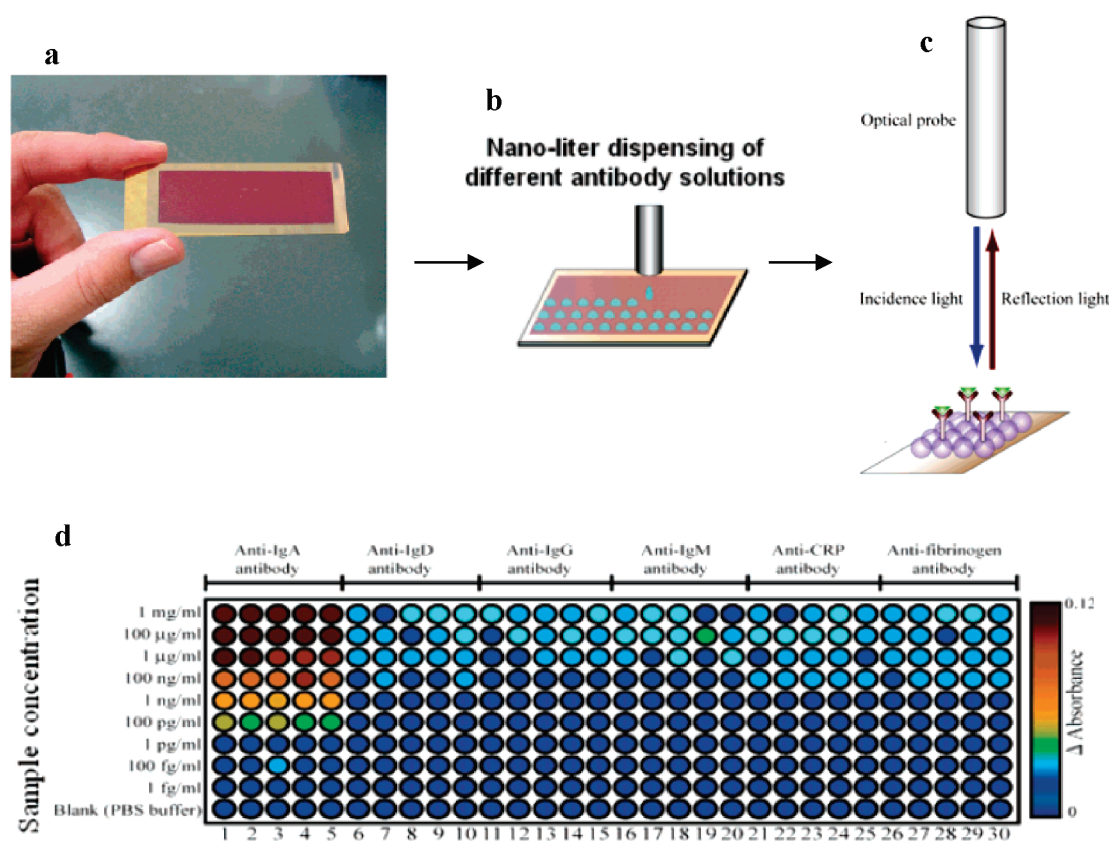 a
b
c
Nano-liter dispensing of
different antibody solutions
Optical probe
Incidence light
Reflection light
d
Anti-IgA
antibody
Anti-IgD
antibody
Anti-IgG
antibody
Anti-IgM
antibody
Anti-CRP
antibody
Anti-fibrinogen
antibody
Sample concentration
1 mg/ml
100 µg/ml
1 µg/ml
100 ng/ml
1 ng/ml
100 pg/ml
1 pg/ml
100 fg/ml
1 fg/ml
Blank (PBS buffer)
1 2 3 4 5 6 7 8 9 10 11 12 13 14 15 16 17 18 19 20 21 22 23 24 25 26 27 28 29 30
0.12
Δ Absorbance
0